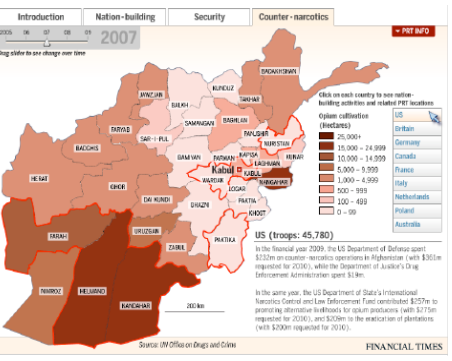 Introduction
Nation-building
Security
Counter-narcotics
2005 06 07 08 09
2007
Drag slider to see change over time
PRT INFO
BADAKHSHAN
KUNDUZ
TAKHAR
JAWZJAN
BALKH
SAMANGAN
BAGHLAN
FARYAB
SAR-I-PUL
PANJSHIR
NURISTAN
BADGHIS
BAMYAN
PARWAN
KAPISA
KUNAR
LAGHMAN
Kabul
KABUL
HERAT
WARDAK
NANGARHAR
GHOR
LOGAR
DAI KUNDI
PAKTIA
GHAZNI
KHOST
URUZGAN
FARAH
PAKTIKA
ZABUL
NIMROZ
HELMAND
KANDAHAR
200km
Click on each country to see nation-
building activities and related PRT locations
Opium cultivation
(Hectares)
25,000+
15,000 - 24,999
10,000 - 14,999
5,000 - 9,999
1,000 - 4,999
500 - 999
100 - 499
0 - 99
US
Britain
Germany
Canada
France
Italy
Netherlands
Poland
Australia
US (troops: 45,780)
In the financial year 2009, the US Department of Defense spent
$232m on counter-narcotics operations in Afghanistan (with $361m
requested for 2010), while the Department of Justice's Drug
Enforcement Administration spent $19m.
In the same year, the US Department of State's International
Narcotics Control and Law Enforcement Fund contributed $257m to
promoting alternative livelihoods for opium producers (with $275m
requested for 2010), and $209m to the eradication of plantations
(with $200m requested for 2010).
Source: UN Office on Drugs and Crime
FINANCIAL TIMES